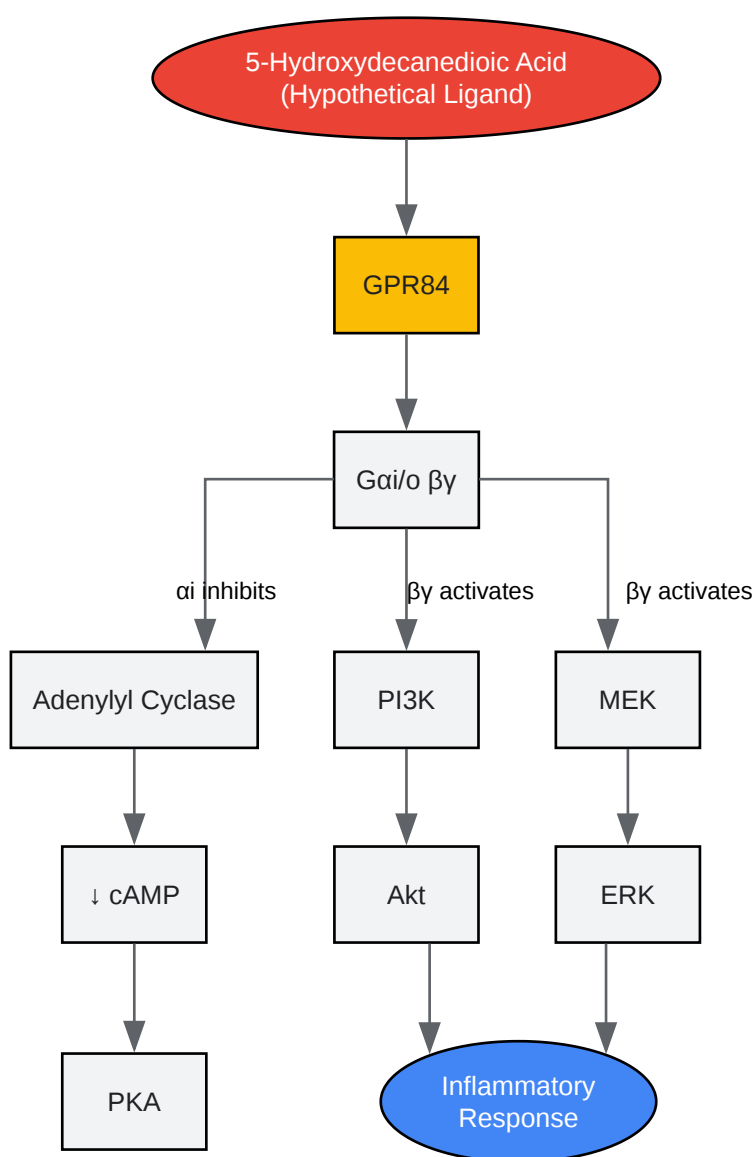 5-Hydroxydecanedioic Acid
(Hypothetical Ligand)
GPR84
Gαi/o βγ
αi inhibits
βγ activates
βγ activates
Adenylyl Cyclase
PI3K
MEK
↓ cAMP
Akt
ERK
PKA
Inflammatory
Response